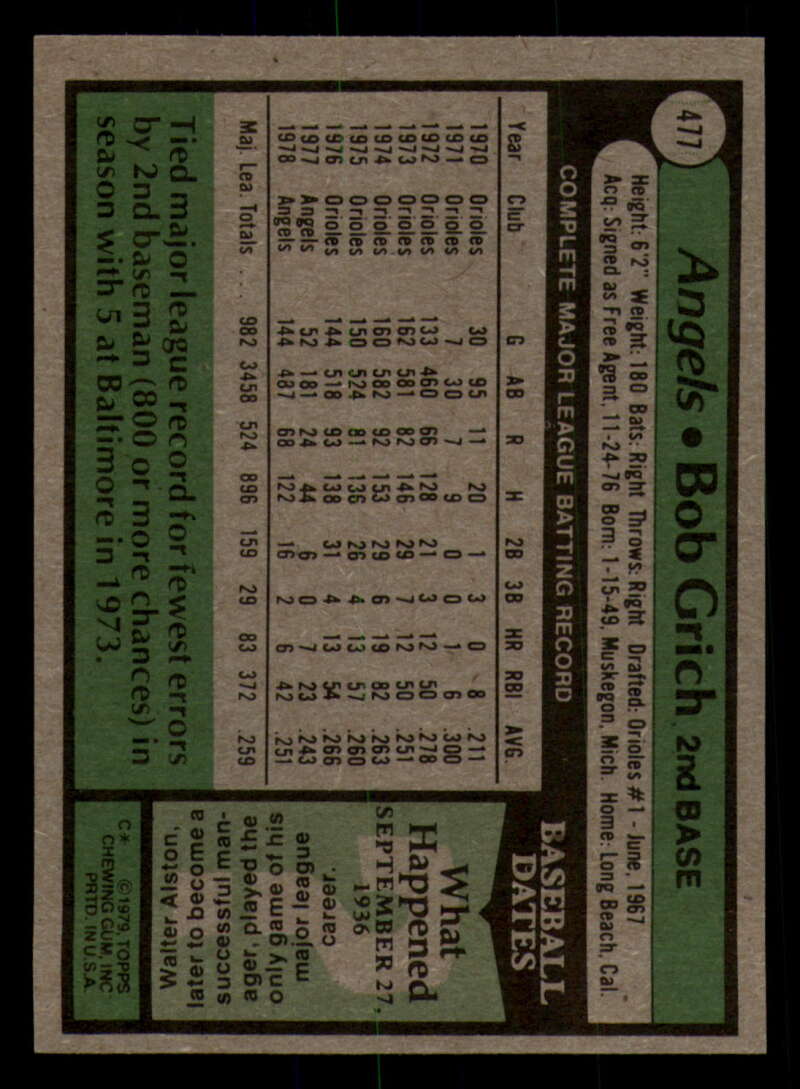 477
Angels • Bob Grich 2nd BASE
Height: 6'2" Weight: 180 Bats: Right Throws: Right Drafted: Orioles #1 - June, 1967
Acq: Signed as Free Agent, 11-24-76 Born: 1-15-49, Muskegon, Mich. Home: Long Beach, Cal.
COMPLETE MAJOR LEAGUE BATTING RECORD
Year Club G AB R H 2B 3B HR RBI AVG.
1970 Orioles 30 95 11 20 1 3 0 8 .211
1971 Orioles 7 30 7 9 0 0 1 6 .300
1972 Orioles 133 460 66 128 21 3 12 50 .278
1973 Orioles 162 581 82 146 29 7 12 50 .251
1974 Orioles 160 582 92 153 29 6 19 82 .263
1975 Orioles 150 524 81 136 26 4 13 57 .260
1976 Orioles 144 518 93 138 31 4 13 54 .266
1977 Angels 52 181 24 44 6 0 7 23 .243
1978 Angels 144 487 68 122 16 2 6 42 .251
Maj. Lea. Totals . . . . 982 3458 524 896 159 29 83 372 .259
Tied major league record for fewest errors
by 2nd baseman (800 or more chances) in
season with 5 at Baltimore in 1973.
BASEBALL
DATES
What
Happened
SEPTEMBER 27,
1936
Walter Alston,
later to become a
successful man-
ager, played the
only game of his
major league
career.
C* ©1979, TOPPS
CHEWING GUM, INC
PRTD. IN U.S.A.